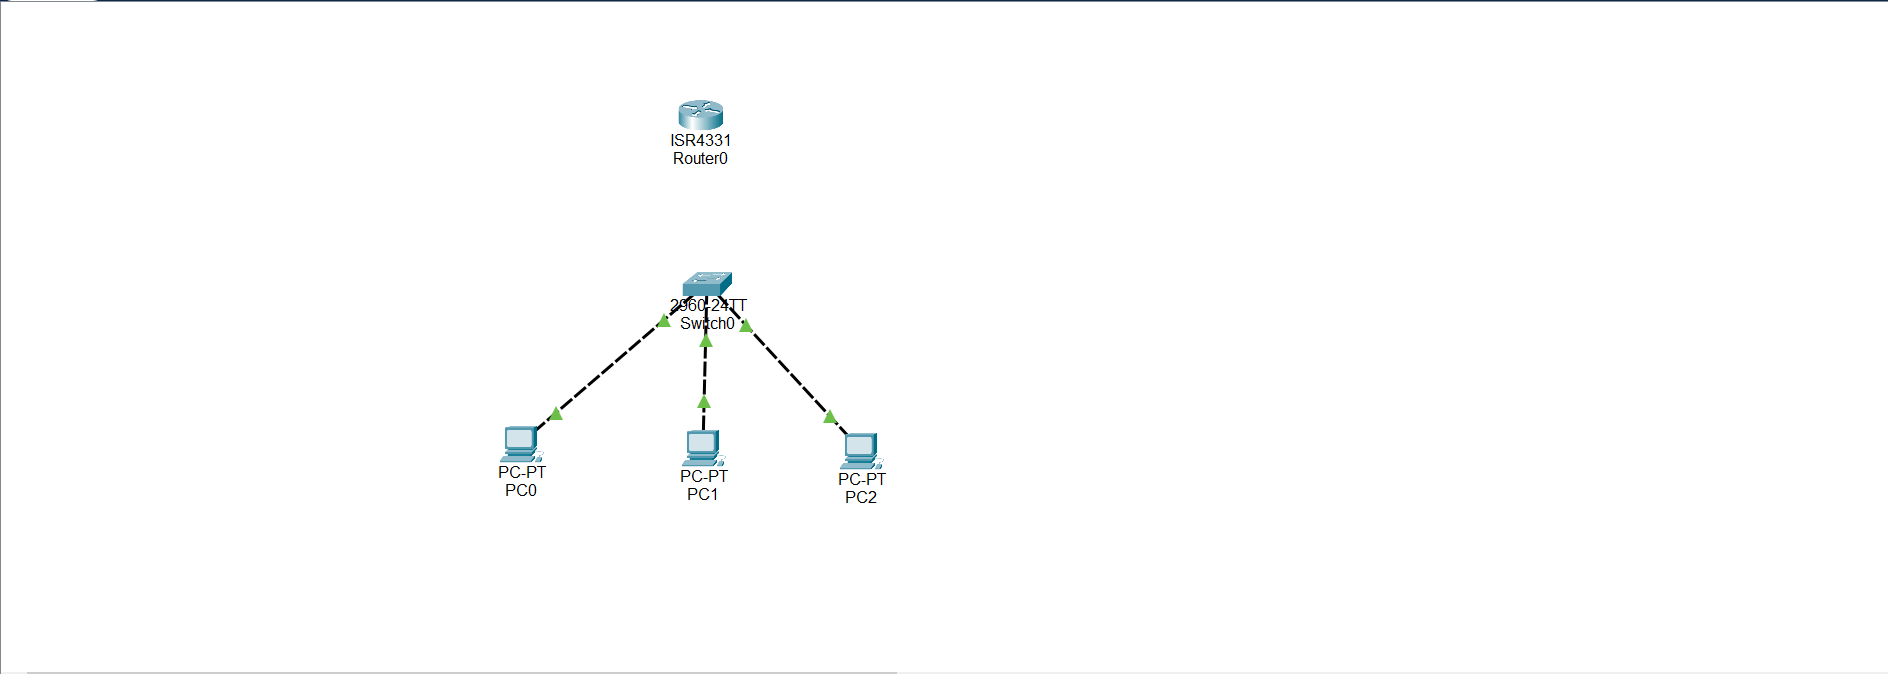 ISR4331
Router0
2960-24TT
Switch0
PC-PT
PC0
PC-PT
PC1
PC-PT
PC2